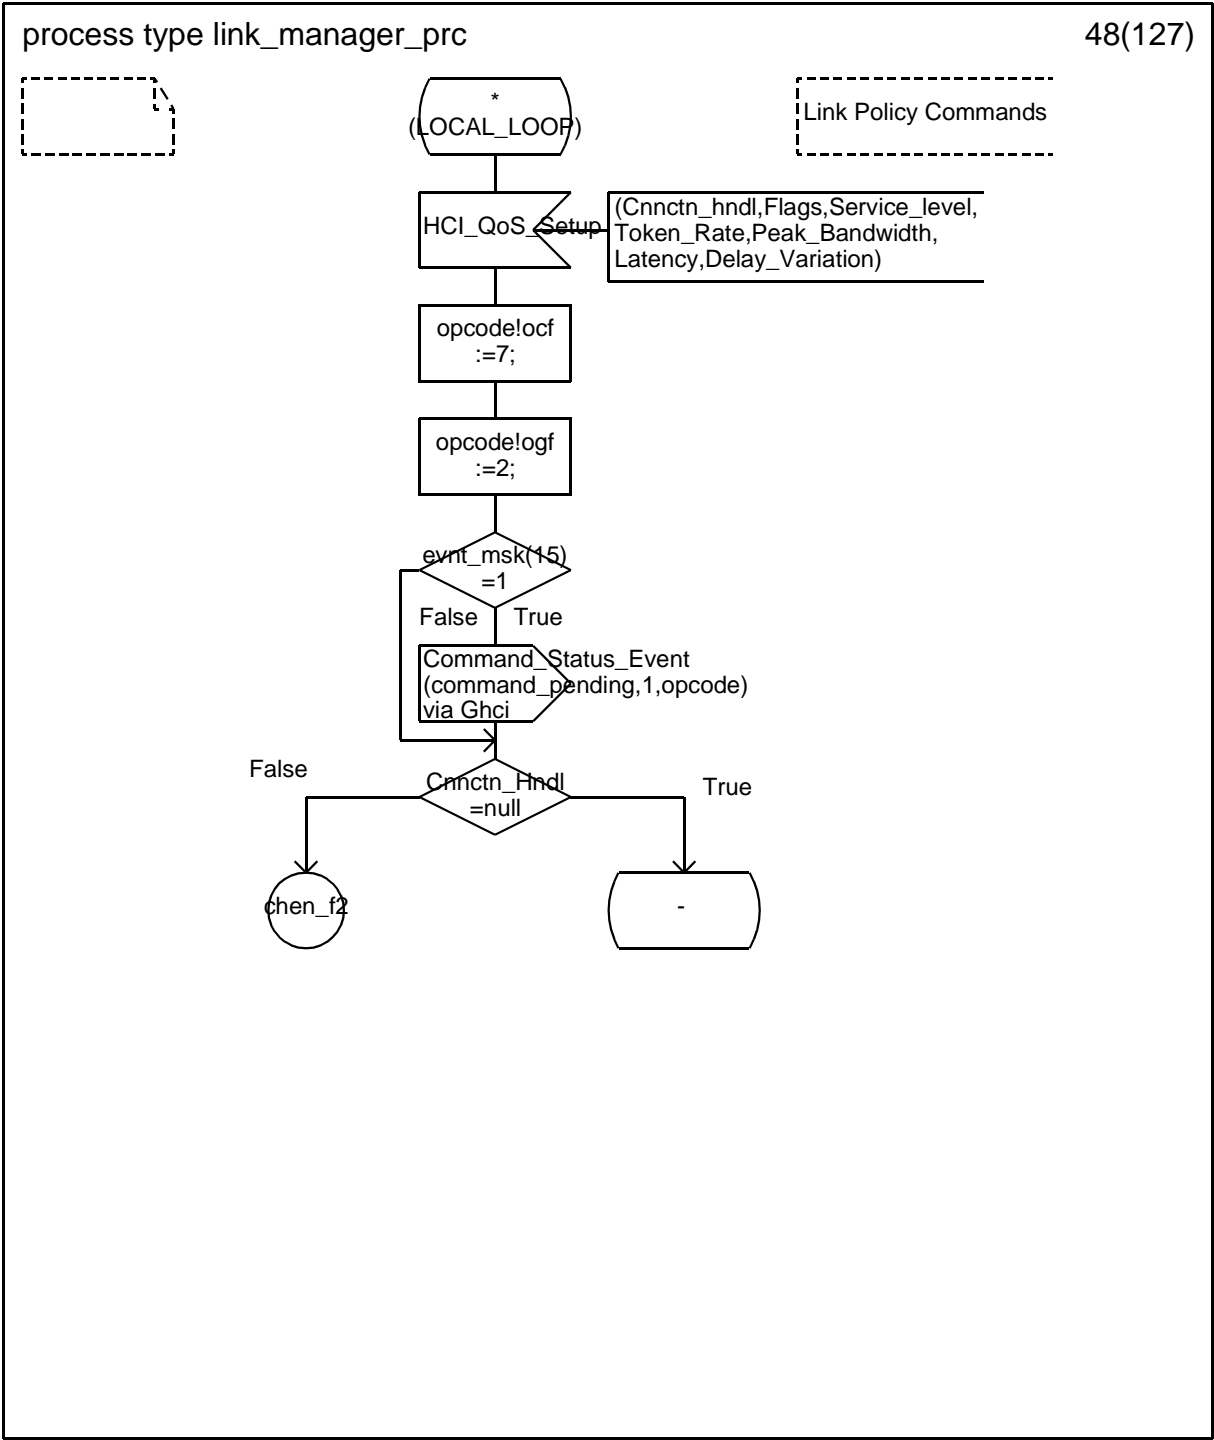 process type link_manager_prc
48(127)
*
(LOCAL_LOOP)
Link Policy Commands
HCI_QoS_Setup
(Cnnctn_hndl,Flags,Service_level,
Token_Rate,Peak_Bandwidth,
Latency,Delay_Variation)
opcode!ocf
:=7;
opcode!ogf
:=2;
evnt_msk(15)
=1
False
True
Command_Status_Event
(command_pending,1,opcode)
via Ghci
False
Cnnctn_Hndl
=null
True
chen_f2
-